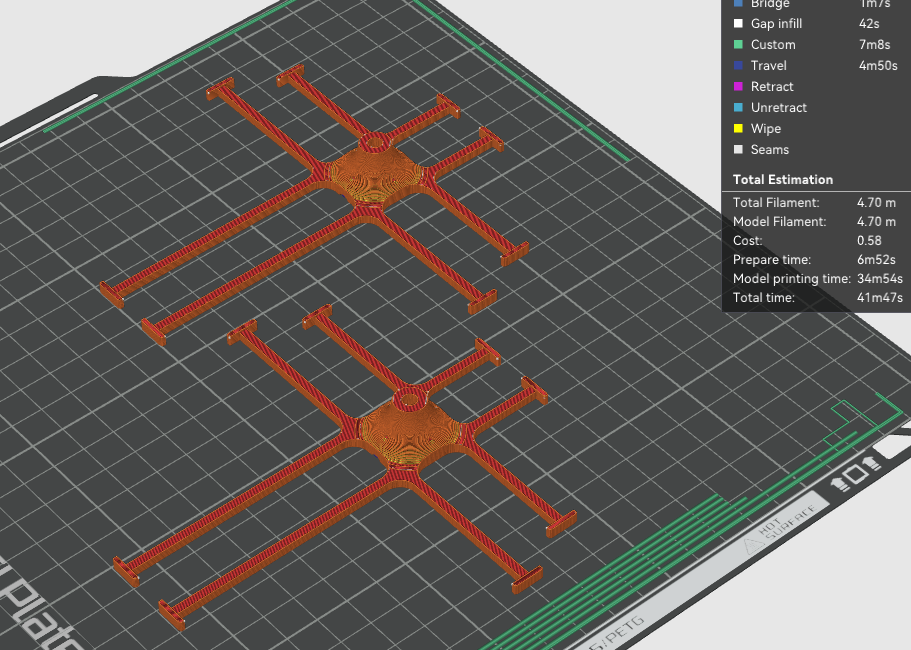 Bridge 1m7s
Gap infill 42s
Custom 7m8s
Travel 4m50s
Retract
Unretract
Wipe
Seams
Total Estimation
Total Filament: 4.70 m
Model Filament: 4.70 m
Cost: 0.58
Prepare time: 6m52s
Model printing time: 34m54s
Total time: 41m47s
HOT
SURFACE
/PETG
Plate